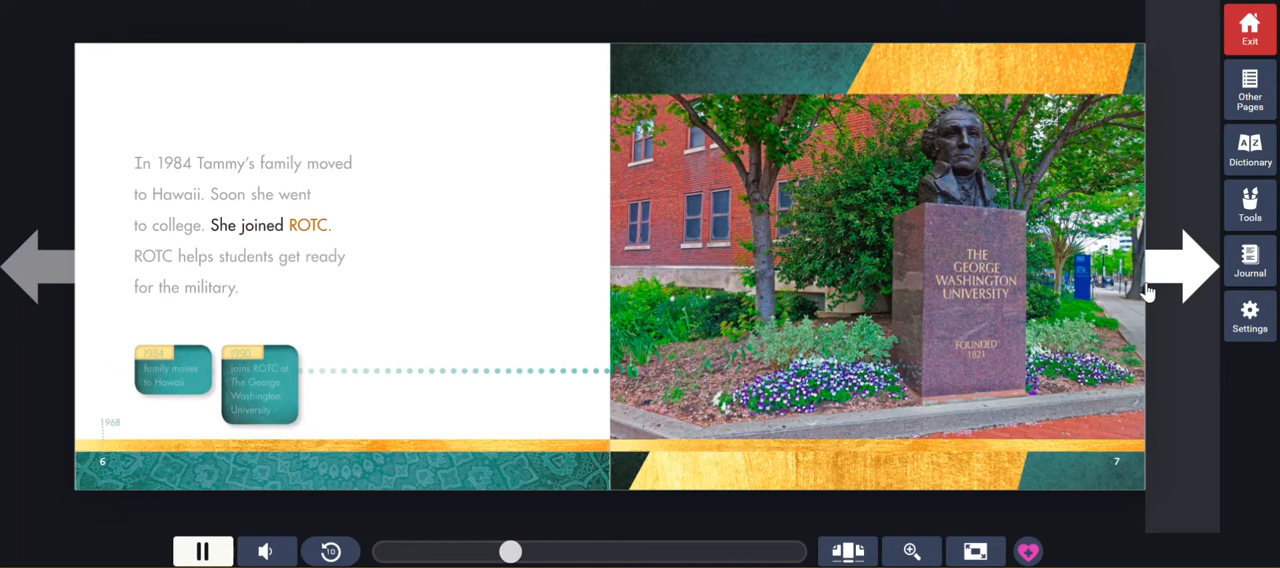 In 1984 Tammy's family moved
to Hawaii. Soon she went
to college. She joined ROTC.
ROTC helps students get ready
for the military.
1984
family moves
to Hawaii
1990
joins ROTC at
The George
Washington
University
1968
6
THE
GEORGE
WASHINGTON
UNIVERSITY
FOUNDED
1821
7
Exit
Other
Pages
A Z
Dictionary
Tools
Journal
Settings
10